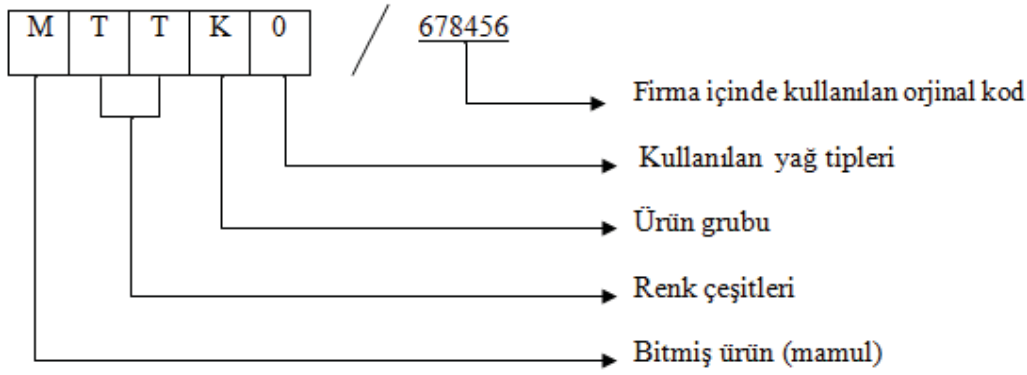 M T T K 0 / 678456
Firma içinde kullanılan orjinal kod
Kullanılan yağ tipleri
Ürün grubu
Renk çeşitleri
Bitmiş ürün (mamul)